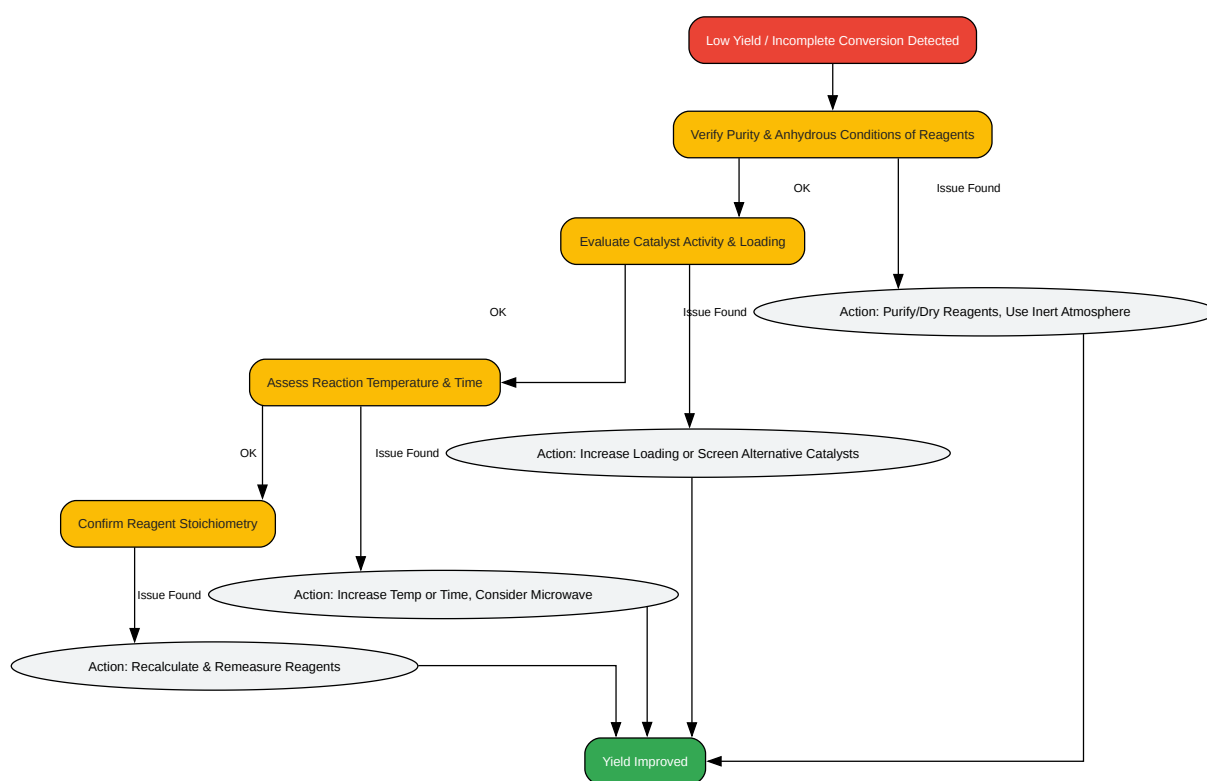 Low Yield / Incomplete Conversion Detected
Verify Purity & Anhydrous Conditions of Reagents
OK
Issue Found
Evaluate Catalyst Activity & Loading
OK
Issue Found
Action: Purify/Dry Reagents, Use Inert Atmosphere
Assess Reaction Temperature & Time
OK
Issue Found
Action: Increase Loading or Screen Alternative Catalysts
Confirm Reagent Stoichiometry
Issue Found
Action: Increase Temp or Time, Consider Microwave
Action: Recalculate & Remeasure Reagents
Yield Improved